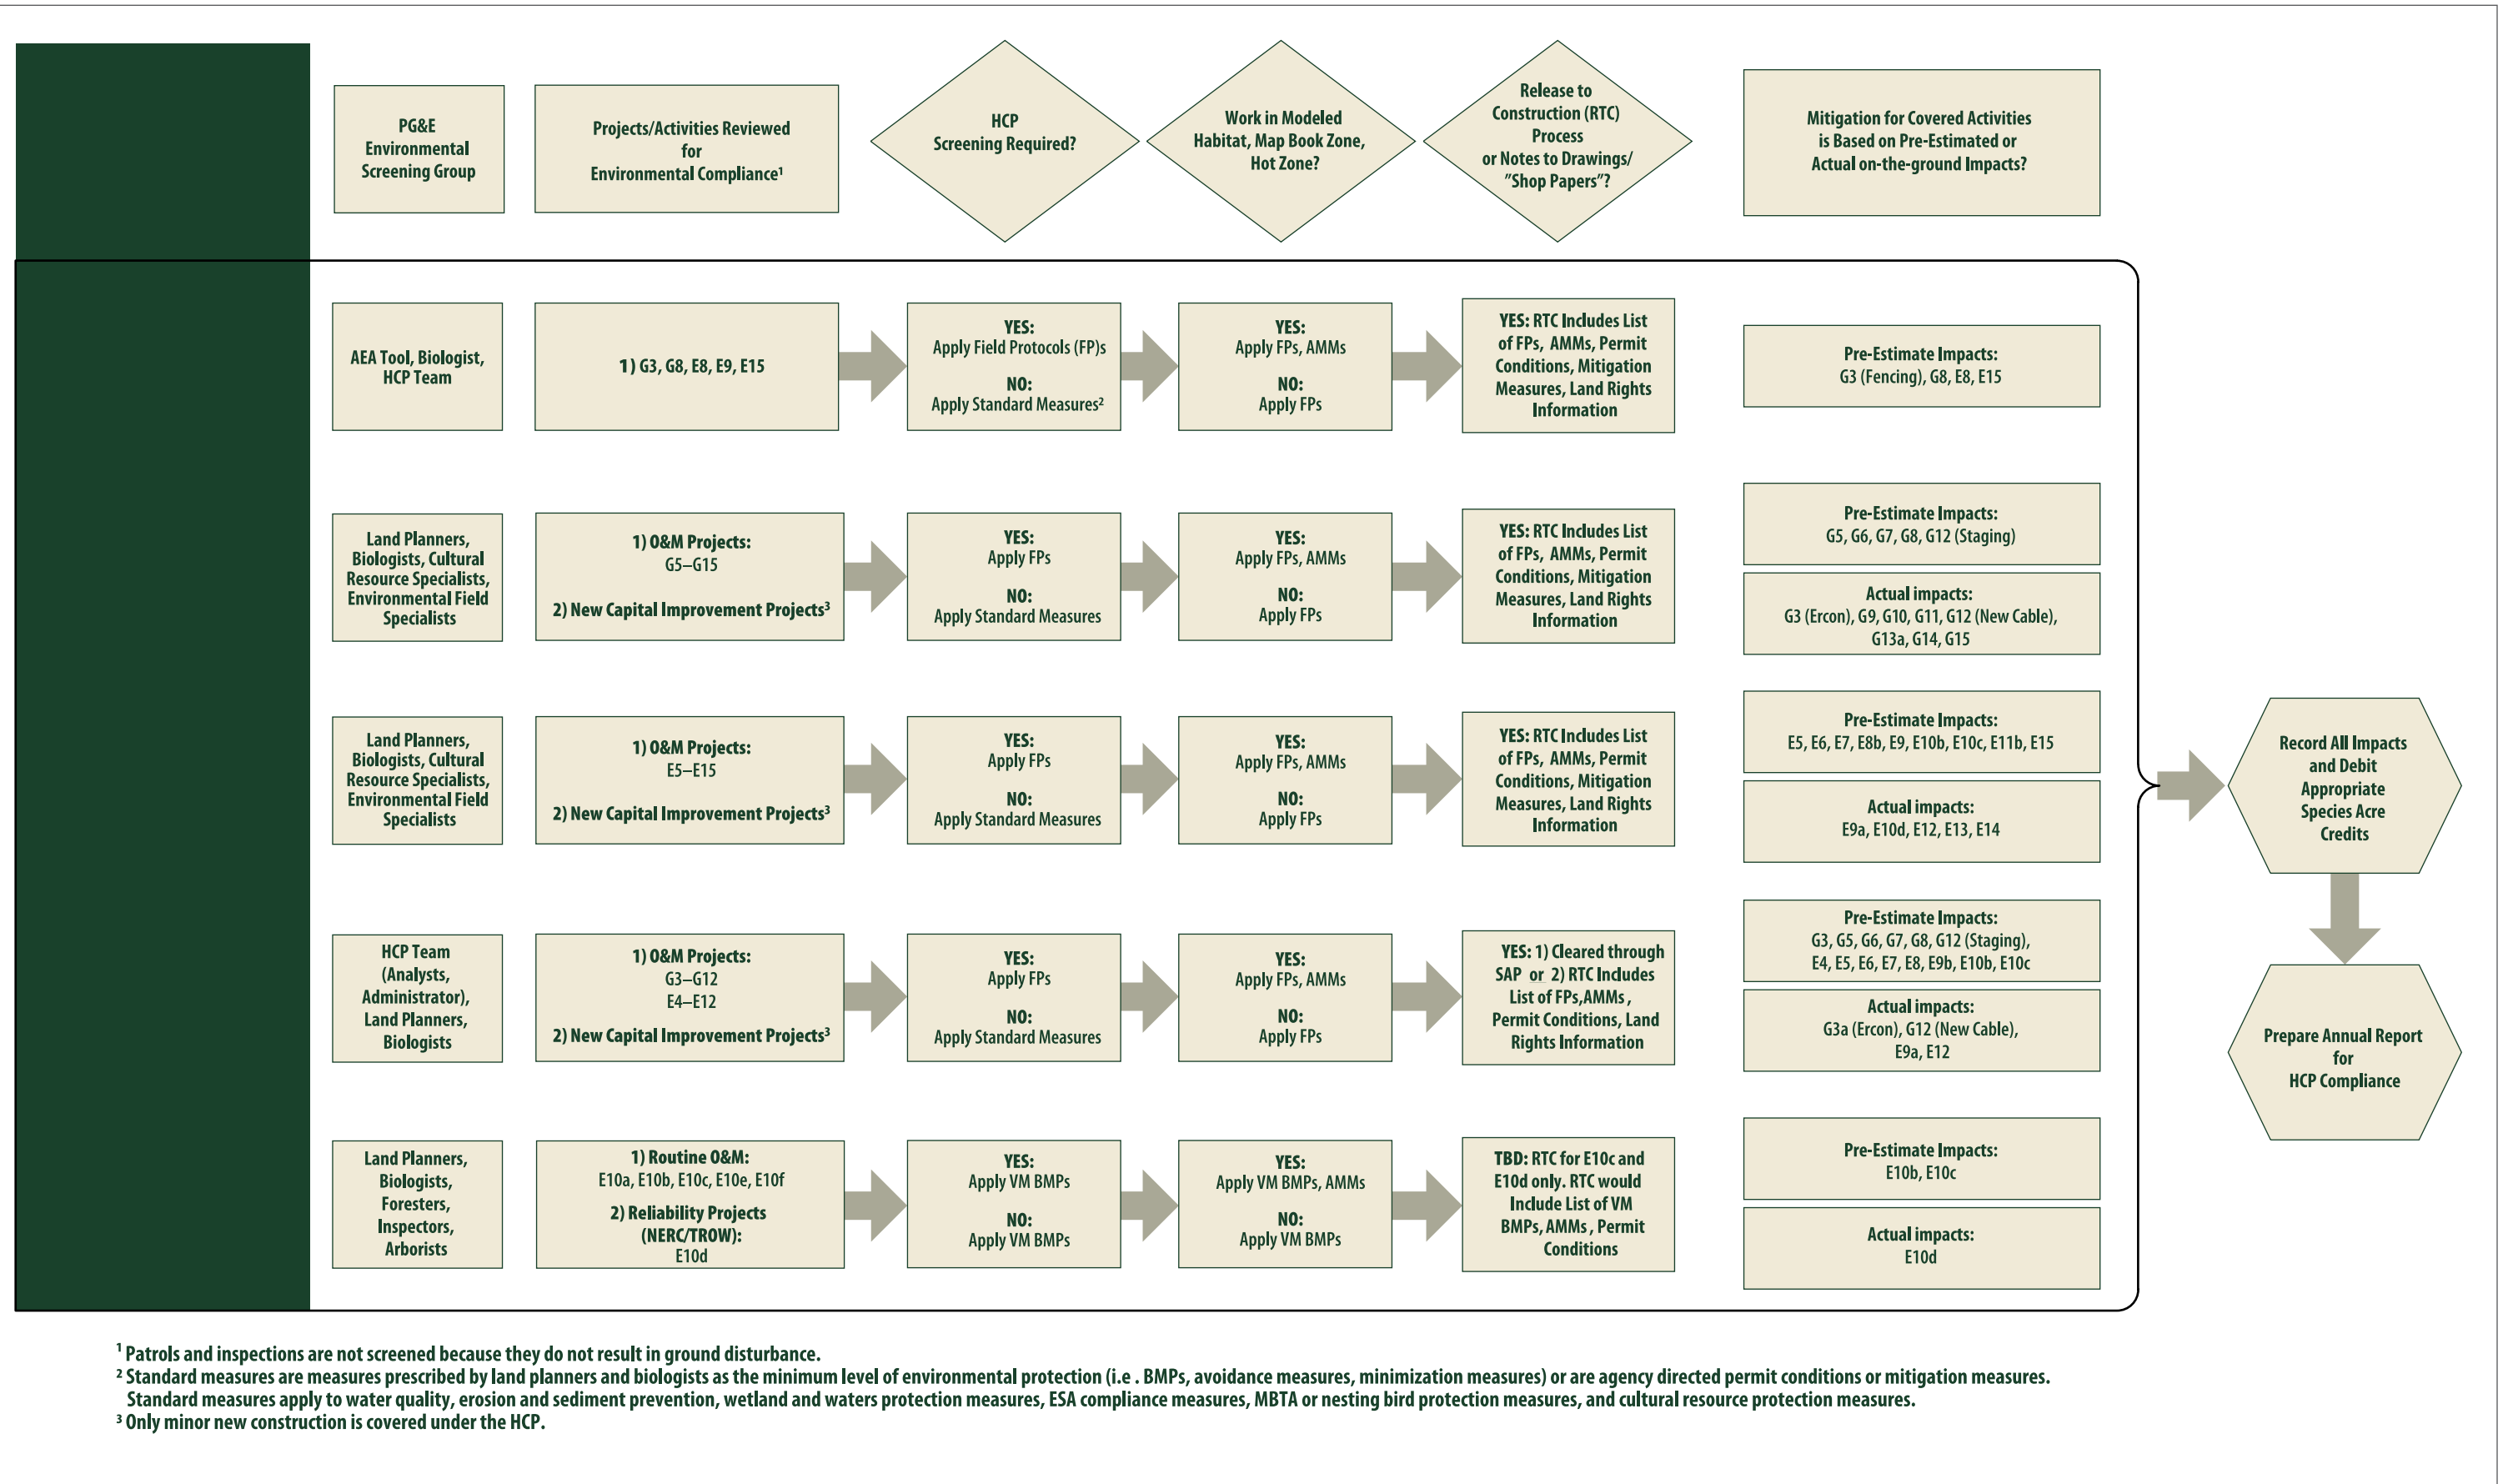 PG&E
Environmental
Screening Group
Projects/Activities Reviewed
for
Environmental Compliance¹
HCP
Screening Required?
Work in Modeled
Habitat, Map Book Zone,
Hot Zone?
Release to
Construction (RTC)
Process
or Notes to Drawings/
"Shop Papers"?
Mitigation for Covered Activities
is Based on Pre-Estimated or
Actual on-the-ground Impacts?
AEA Tool, Biologist,
HCP Team
1) G3, G8, E8, E9, E15
YES:
Apply Field Protocols (FP)s
NO:
Apply Standard Measures²
YES:
Apply FPs, AMMs
NO:
Apply FPs
YES: RTC Includes List
of FPs, AMMs, Permit
Conditions, Mitigation
Measures, Land Rights
Information
Pre-Estimate Impacts:
G3 (Fencing), G8, E8, E15
Land Planners,
Biologists, Cultural
Resource Specialists,
Environmental Field
Specialists
1) O&M Projects:
G5–G15
2) New Capital Improvement Projects³
YES:
Apply FPs
NO:
Apply Standard Measures
YES:
Apply FPs, AMMs
NO:
Apply FPs
YES: RTC Includes List
of FPs, AMMs, Permit
Conditions, Mitigation
Measures, Land Rights
Information
Pre-Estimate Impacts:
G5, G6, G7, G8, G12 (Staging)
Actual impacts:
G3 (Ercon), G9, G10, G11, G12 (New Cable),
G13a, G14, G15
Land Planners,
Biologists, Cultural
Resource Specialists,
Environmental Field
Specialists
1) O&M Projects:
E5–E15
2) New Capital Improvement Projects³
YES:
Apply FPs
NO:
Apply Standard Measures
YES:
Apply FPs, AMMs
NO:
Apply FPs
YES: RTC Includes List
of FPs, AMMs, Permit
Conditions, Mitigation
Measures, Land Rights
Information
Pre-Estimate Impacts:
E5, E6, E7, E8b, E9, E10b, E10c, E11b, E15
Actual impacts:
E9a, E10d, E12, E13, E14
Record All Impacts
and Debit
Appropriate
Species Acre
Credits
HCP Team
(Analysts,
Administrator),
Land Planners,
Biologists
1) O&M Projects:
G3–G12
E4–E12
2) New Capital Improvement Projects³
YES:
Apply FPs
NO:
Apply Standard Measures
YES:
Apply FPs, AMMs
NO:
Apply FPs
YES: 1) Cleared through
SAP or 2) RTC Includes
List of FPs,AMMs ,
Permit Conditions, Land
Rights Information
Pre-Estimate Impacts:
G3, G5, G6, G7, G8, G12 (Staging),
E4, E5, E6, E7, E8, E9b, E10b, E10c
Actual impacts:
G3a (Ercon), G12 (New Cable),
E9a, E12
Prepare Annual Report
for
HCP Compliance
Land Planners,
Biologists,
Foresters,
Inspectors,
Arborists
1) Routine O&M:
E10a, E10b, E10c, E10e, E10f
2) Reliability Projects
(NERC/TROW):
E10d
YES:
Apply VM BMPs
NO:
Apply VM BMPs
YES:
Apply VM BMPs, AMMs
NO:
Apply VM BMPs
TBD: RTC for E10c and
E10d only. RTC would
Include List of VM
BMPs, AMMs , Permit
Conditions
Pre-Estimate Impacts:
E10b, E10c
Actual impacts:
E10d
¹ Patrols and inspections are not screened because they do not result in ground disturbance.
² Standard measures are measures prescribed by land planners and biologists as the minimum level of environmental protection (i.e . BMPs, avoidance measures, minimization measures) or are agency directed permit conditions or mitigation measures.
Standard measures apply to water quality, erosion and sediment prevention, wetland and waters protection measures, ESA compliance measures, MBTA or nesting bird protection measures, and cultural resource protection measures.
³ Only minor new construction is covered under the HCP.